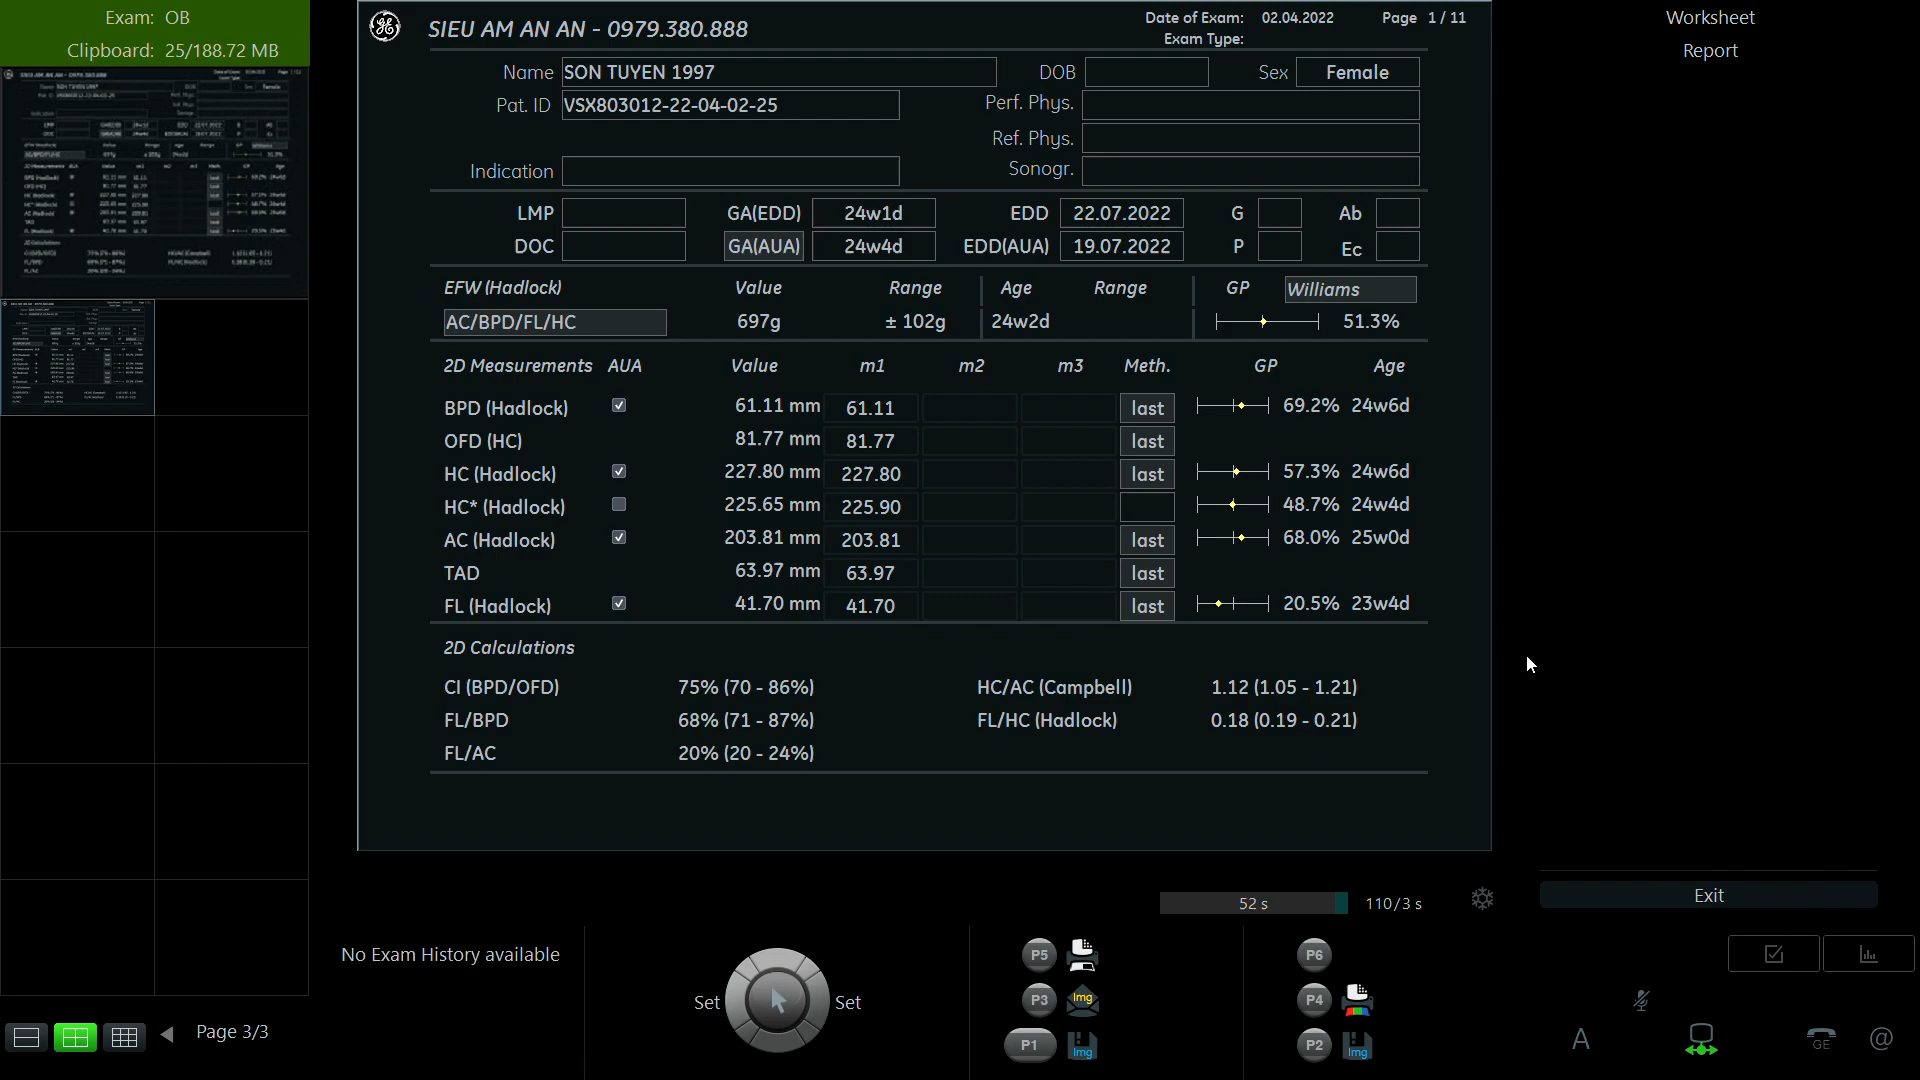 Exam: OB
Clipboard: 25/188.72 MB
SIEU AM AN AN - 0979.380.888
Date of Exam: 02.04.2022 Page 1 / 11
Exam Type:
Name SON TUYEN 1997 DOB Sex Female
Pat. ID VSX803012-22-04-02-25 Perf. Phys.
Ref. Phys.
Indication Sonogr.
LMP GA(EDD) 24w1d EDD 22.07.2022 G Ab
DOC GA(AUA) 24w4d EDD(AUA) 19.07.2022 P Ec
EFW (Hadlock) Value Range Age Range GP Williams
AC/BPD/FL/HC 697g ± 102g 24w2d 51.3%
2D Measurements AUA Value m1 m2 m3 Meth. GP Age
BPD (Hadlock) 61.11 mm 61.11 last 69.2% 24w6d
OFD (HC) 81.77 mm 81.77 last
HC (Hadlock) 227.80 mm 227.80 last 57.3% 24w6d
HC* (Hadlock) 225.65 mm 225.90 48.7% 24w4d
AC (Hadlock) 203.81 mm 203.81 last 68.0% 25w0d
TAD 63.97 mm 63.97 last
FL (Hadlock) 41.70 mm 41.70 last 20.5% 23w4d
2D Calculations
CI (BPD/OFD) 75% (70 - 86%) HC/AC (Campbell) 1.12 (1.05 - 1.21)
FL/BPD 68% (71 - 87%) FL/HC (Hadlock) 0.18 (0.19 - 0.21)
FL/AC 20% (20 - 24%)
Worksheet
Report
52 s 110/3 s
Exit
No Exam History available
Set Set
P5 P6
P3 Img P4
P1 Img P2 Img
Page 3/3
A GE @